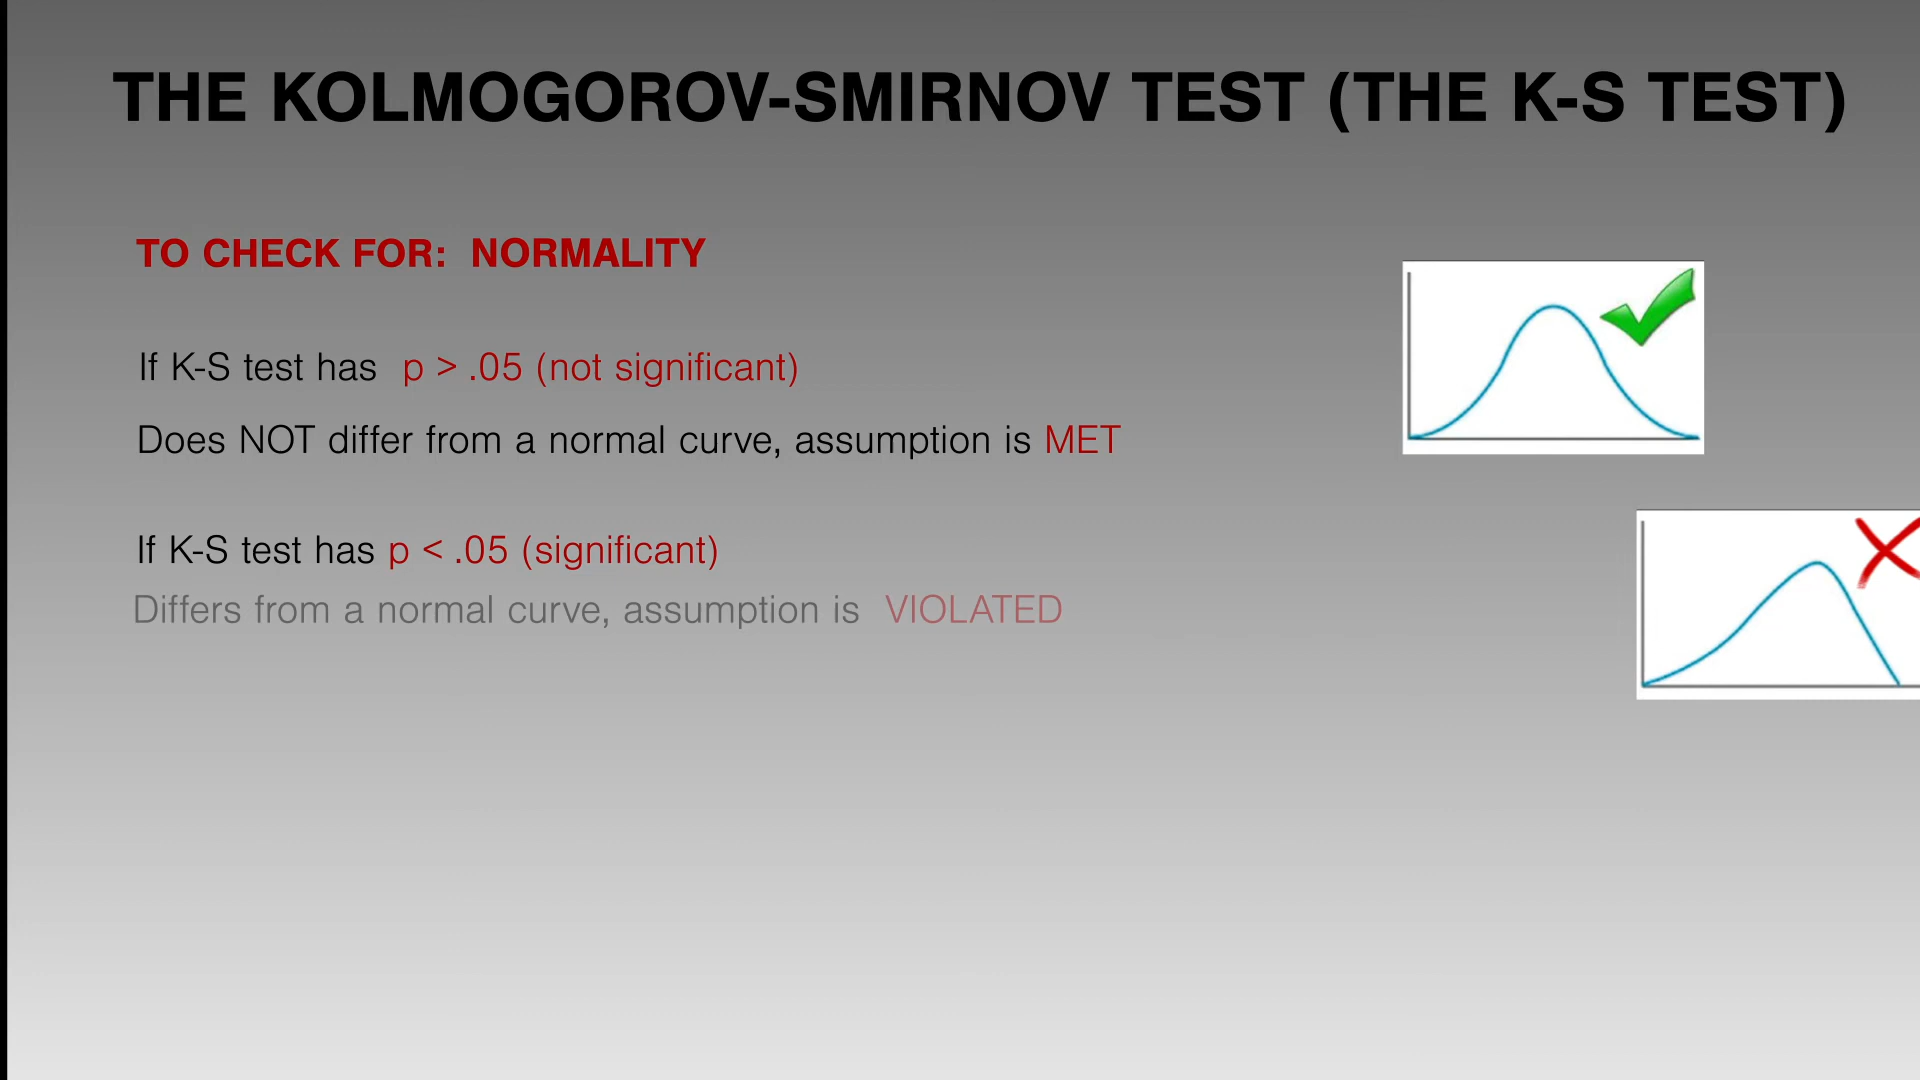 THE KOLMOGOROV-SMIRNOV TEST (THE K-S TEST)
TO CHECK FOR: NORMALITY
If K-S test has p > .05 (not significant)
Does NOT differ from a normal curve, assumption is MET
If K-S test has p < .05 (significant)
Differs from a normal curve, assumption is VIOLATED